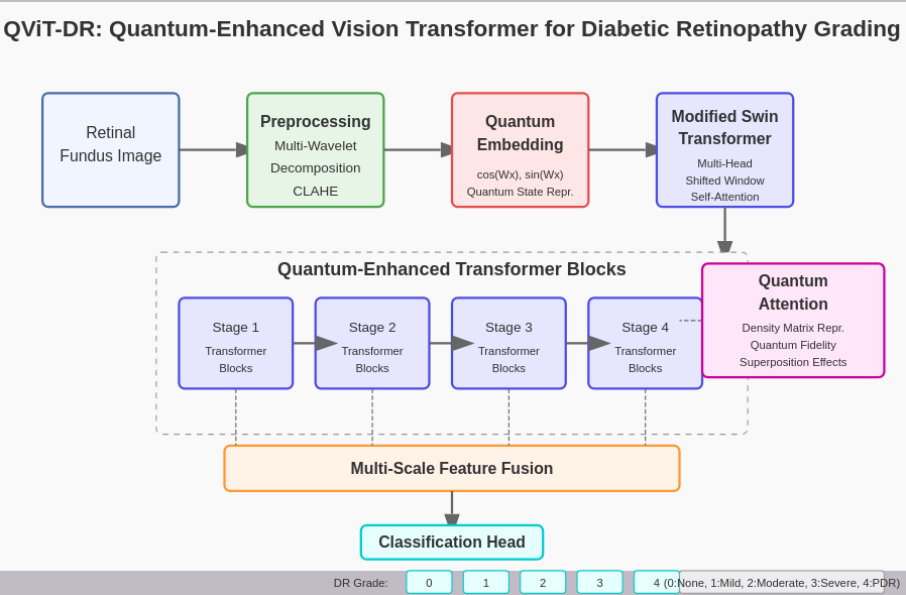 QViT-DR: Quantum-Enhanced Vision Transformer for Diabetic Retinopathy Grading
Retinal
Fundus Image
Preprocessing
Multi-Wavelet
Decomposition
CLAHE
Quantum
Embedding
cos(Wx), sin(Wx)
Quantum State Repr.
Modified Swin
Transformer
Multi-Head
Shifted Window
Self-Attention
Quantum-Enhanced Transformer Blocks
Stage 1
Transformer
Blocks
Stage 2
Transformer
Blocks
Stage 3
Transformer
Blocks
Stage 4
Transformer
Blocks
Quantum
Attention
Density Matrix Repr.
Quantum Fidelity
Superposition Effects
Multi-Scale Feature Fusion
Classification Head
DR Grade: 0 1 2 3 4 (0:None, 1:Mild, 2:Moderate, 3:Severe, 4:PDR)